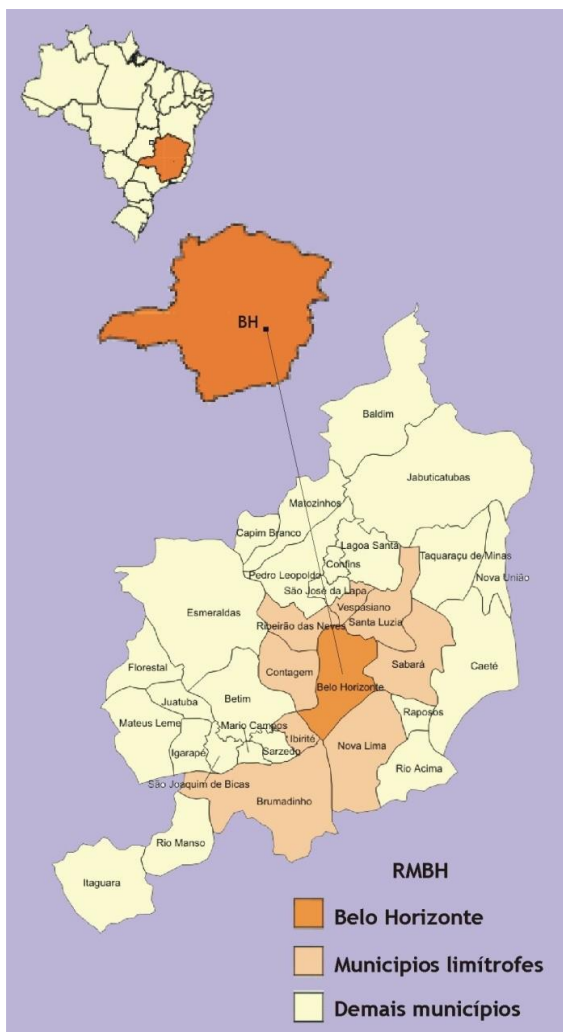 BH
Baldim
Jabuticatubas
Matozinhos
Capim Branco
Lagoa Santa
Confins
Taquaraçu de Minas
Pedro Leopoldo
Nova União
São José da Lapa
Vespasiano
Esmeraldas
Ribeirão das Neves
Santa Luzia
Florestal
Contagem
Sabará
Caeté
Belo Horizonte
Juatuba
Betim
Raposos
Mateus Leme
Mario Campos
Igarapé
Sarzedo
Ibirité
Nova Lima
Rio Acima
São Joaquim de Bicas
Brumadinho
Rio Manso
Itaguara
RMBH
Belo Horizonte
Municipios limítrofes
Demais municípios